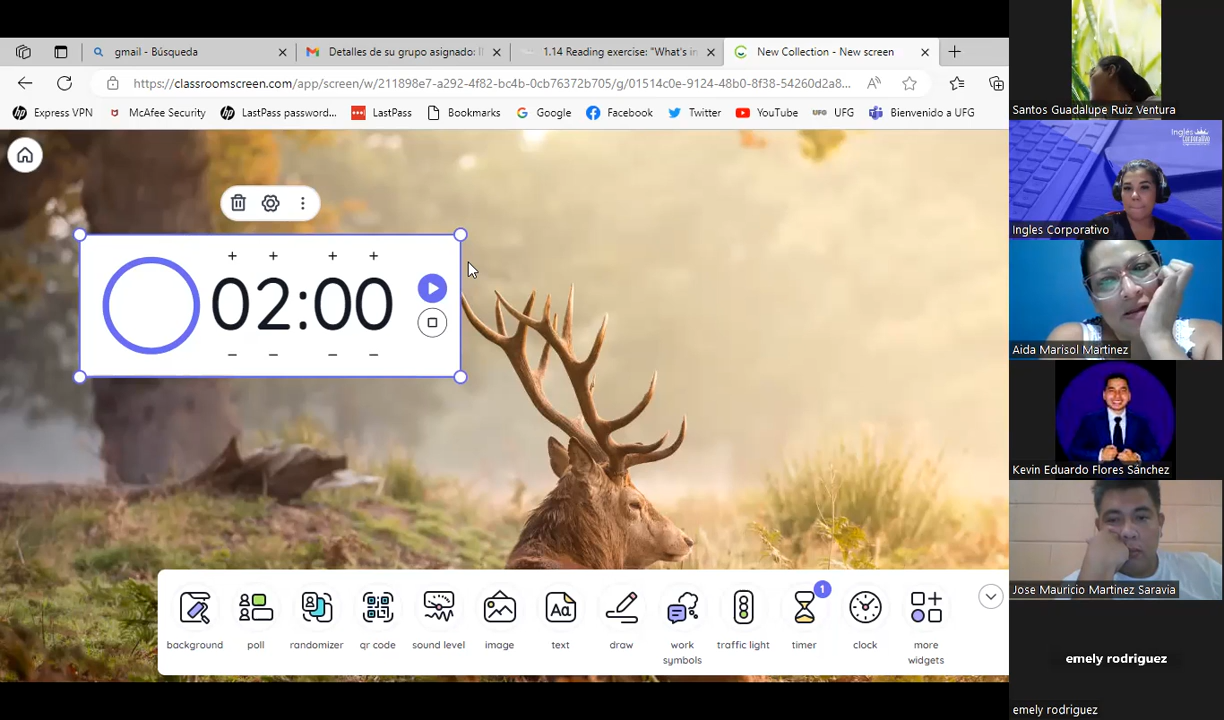 gmail - Búsqueda
Detalles de su grupo asignado: I
1.14 Reading exercise: "What's in
New Collection - New screen
https://classroomscreen.com/app/screen/w/211898e7-a292-4f82-bc4b-0cb76372b705/g/01514c0e-9124-48b0-8f38-54260d2a8...
Express VPN
McAfee Security
LastPass password...
LastPass
Bookmarks
Google
Facebook
Twitter
YouTube
UFG UFG
Bienvenido a UFG
+ + + +
02:00
− − − −
background
poll
randomizer
qr code
sound level
image
text
draw
work
symbols
traffic light
1
timer
clock
more
widgets
Santos Guadalupe Ruiz Ventura
Inglés
Corporativo
Ingles Corporativo
Aida Marisol Martinez
Kevin Eduardo Flores Sánchez
Jose Mauricio Martinez Saravia
emely rodriguez
emely rodriguez